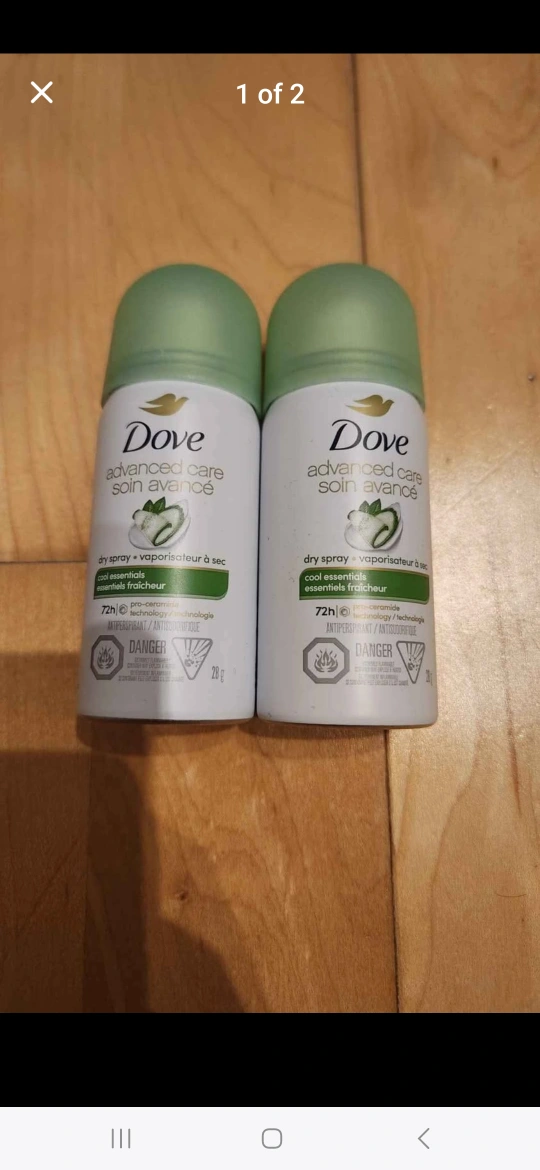 1 of 2
Dove
advanced care
soin avancé
dry spray • vaporisateur à sec
cool essentials
essentiels fraîcheur
72h
pro-ceramide
technology / technologie
ANTIPERSPIRANT / ANTISUDORIFIQUE
DANGER
28 g
Dove
advanced care
soin avancé
dry spray • vaporisateur à sec
cool essentials
essentiels fraîcheur
72h
pro-ceramide
technology / technologie
ANTIPERSPIRANT / ANTISUDORIFIQUE
DANGER